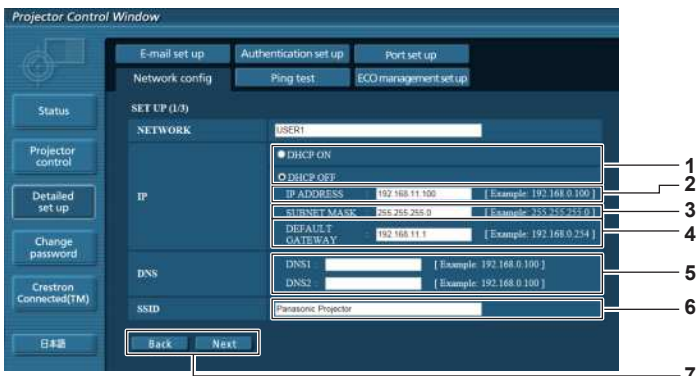 Projector Control Window
E-mail set up Authentication set up Port set up
Network config Ping test ECO management set up
Status
Projector control
Detailed set up
Change password
Crestron Connected(TM)
日本語
SET UP (1/3)
NETWORK USER1
IP
DHCP ON
DHCP OFF
1
IP ADDRESS : 192.168.11.100 [ Example: 192.168.0.100 ]
2
SUBNET MASK : 255.255.255.0 [ Example: 255.255.255.0 ]
3
DEFAULT GATEWAY : 192.168.11.1 [ Example: 192.168.0.254 ]
4
DNS
DNS1 : [ Example: 192.168.0.100 ]
DNS2 : [ Example: 192.168.0.100 ]
5
SSID Panasonic Projector
6
Back Next
7